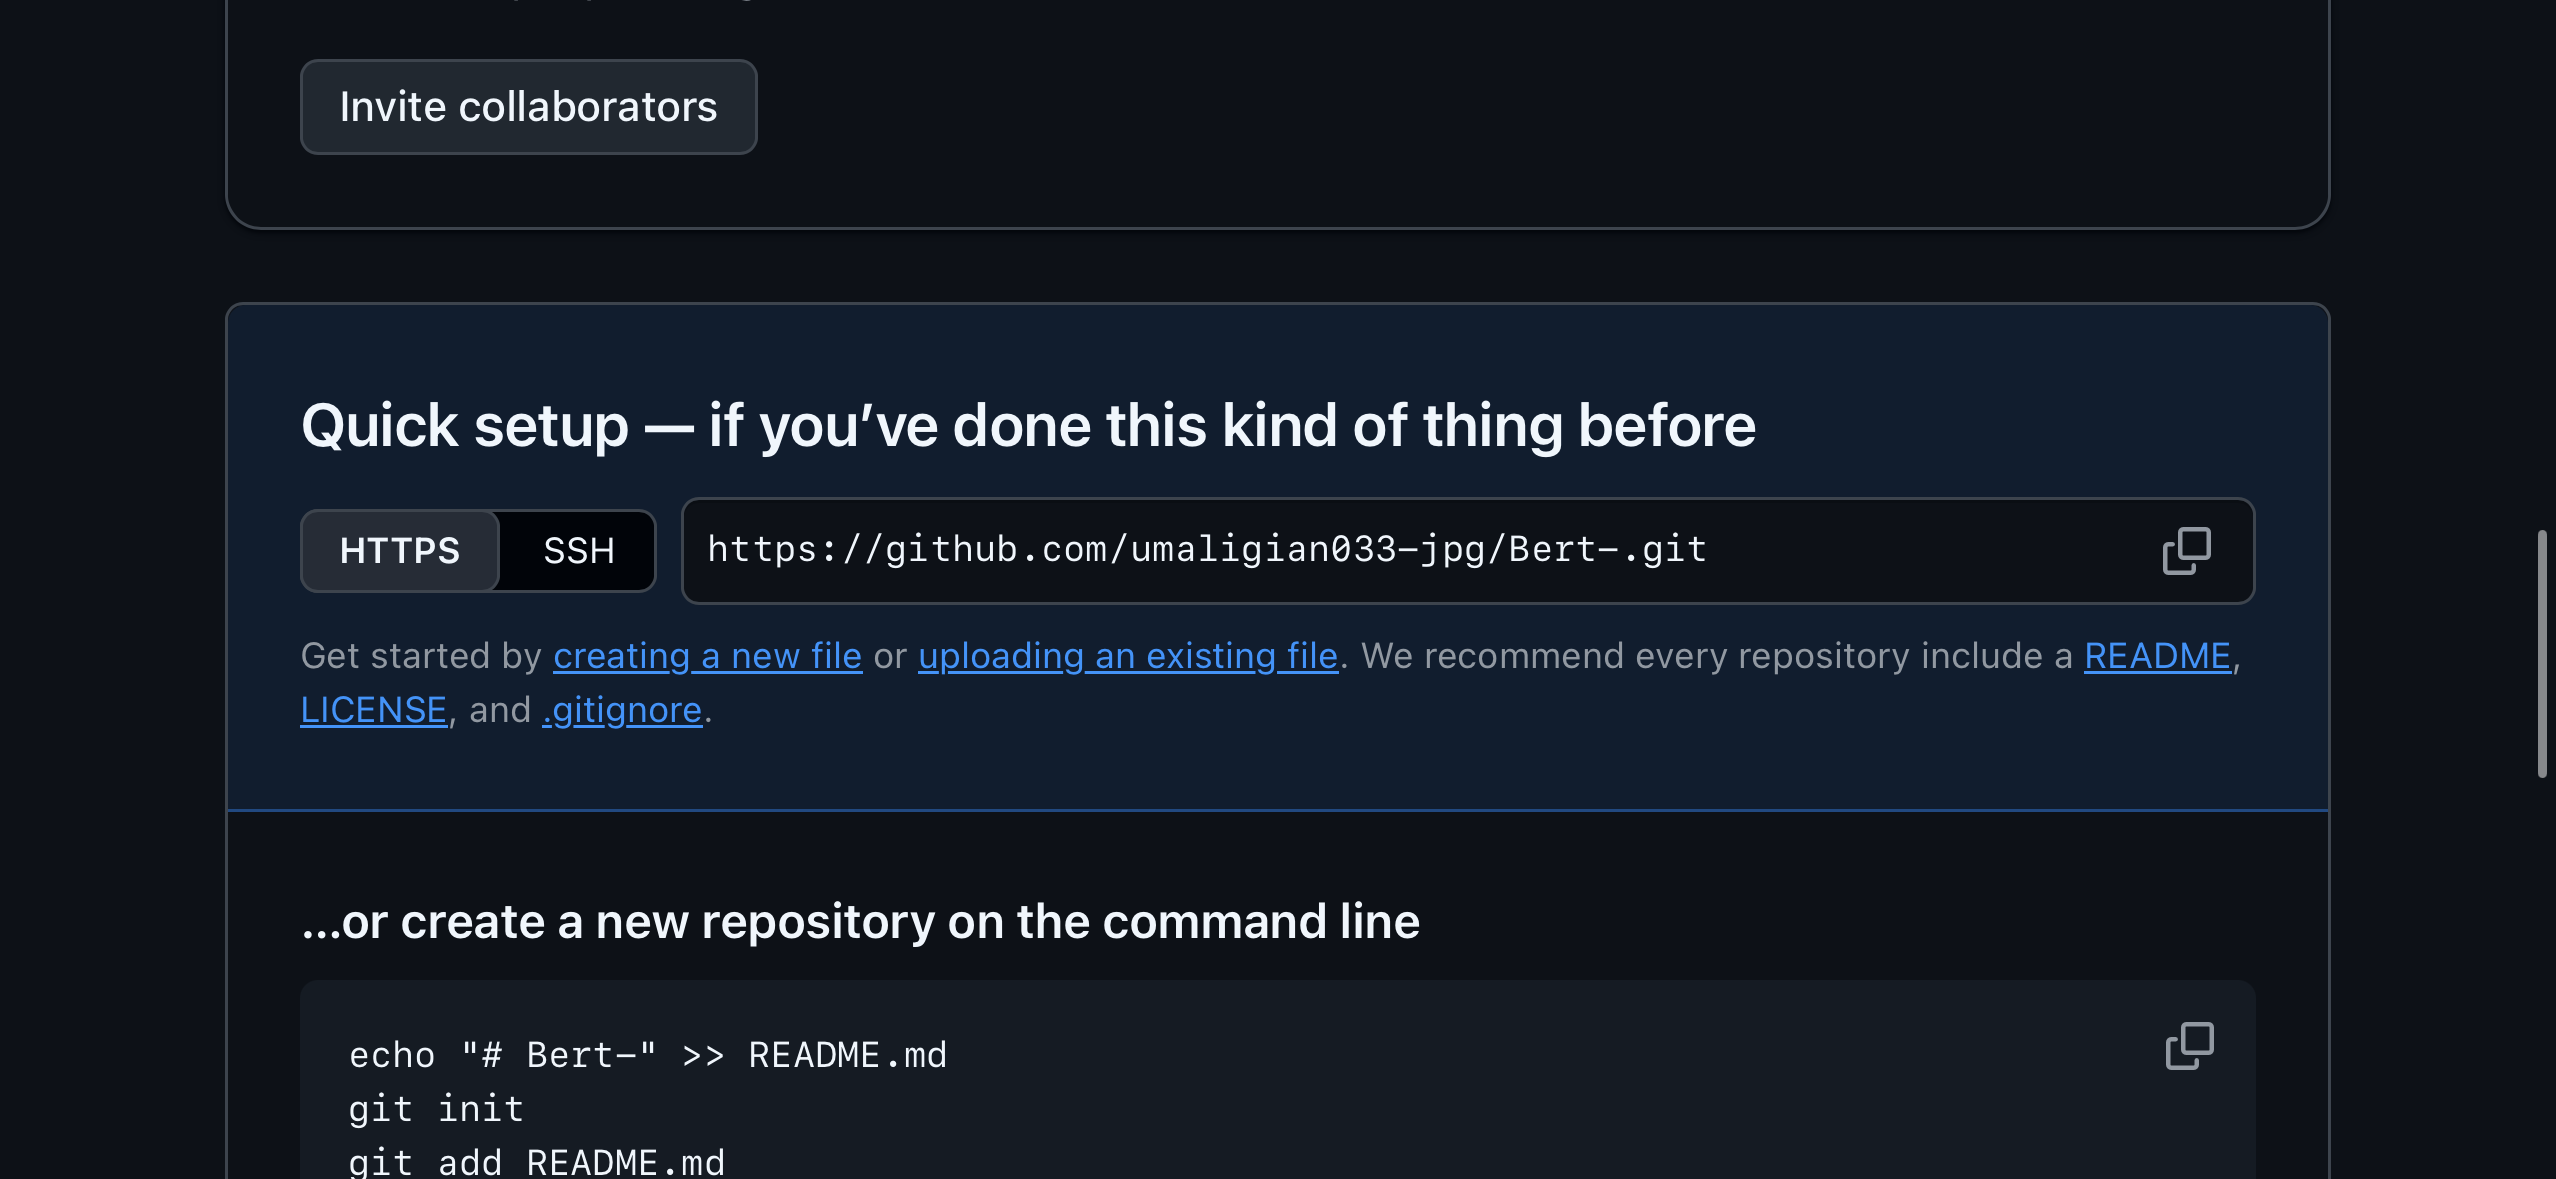 Invite collaborators
Quick setup — if you’ve done this kind of thing before
HTTPS SSH https://github.com/umaligian033-jpg/Bert-.git
Get started by creating a new file or uploading an existing file. We recommend every repository include a README,
LICENSE, and .gitignore.
…or create a new repository on the command line
echo "# Bert-" >> README.md
git init
git add README.md